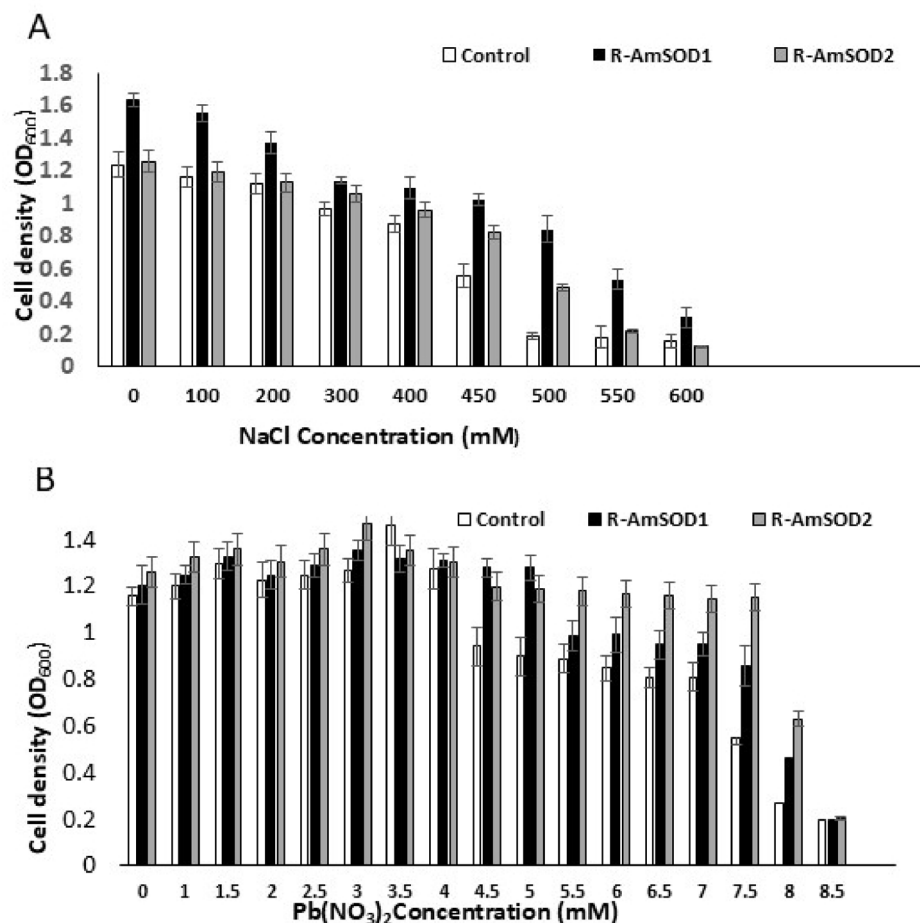 A
Control R-AmSOD1 R-AmSOD2
Cell density (OD600)
1.8
1.6
1.4
1.2
1
0.8
0.6
0.4
0.2
0
0 100 200 300 400 450 500 550 600
NaCl Concentration (mM)
B
Control R-AmSOD1 R-AmSOD2
Cell density (OD600)
1.4
1.2
1
0.8
0.6
0.4
0.2
0
0 1 1.5 2 2.5 3 3.5 4 4.5 5 5.5 6 6.5 7 7.5 8 8.5
Pb(NO3)2Concentration (mM)